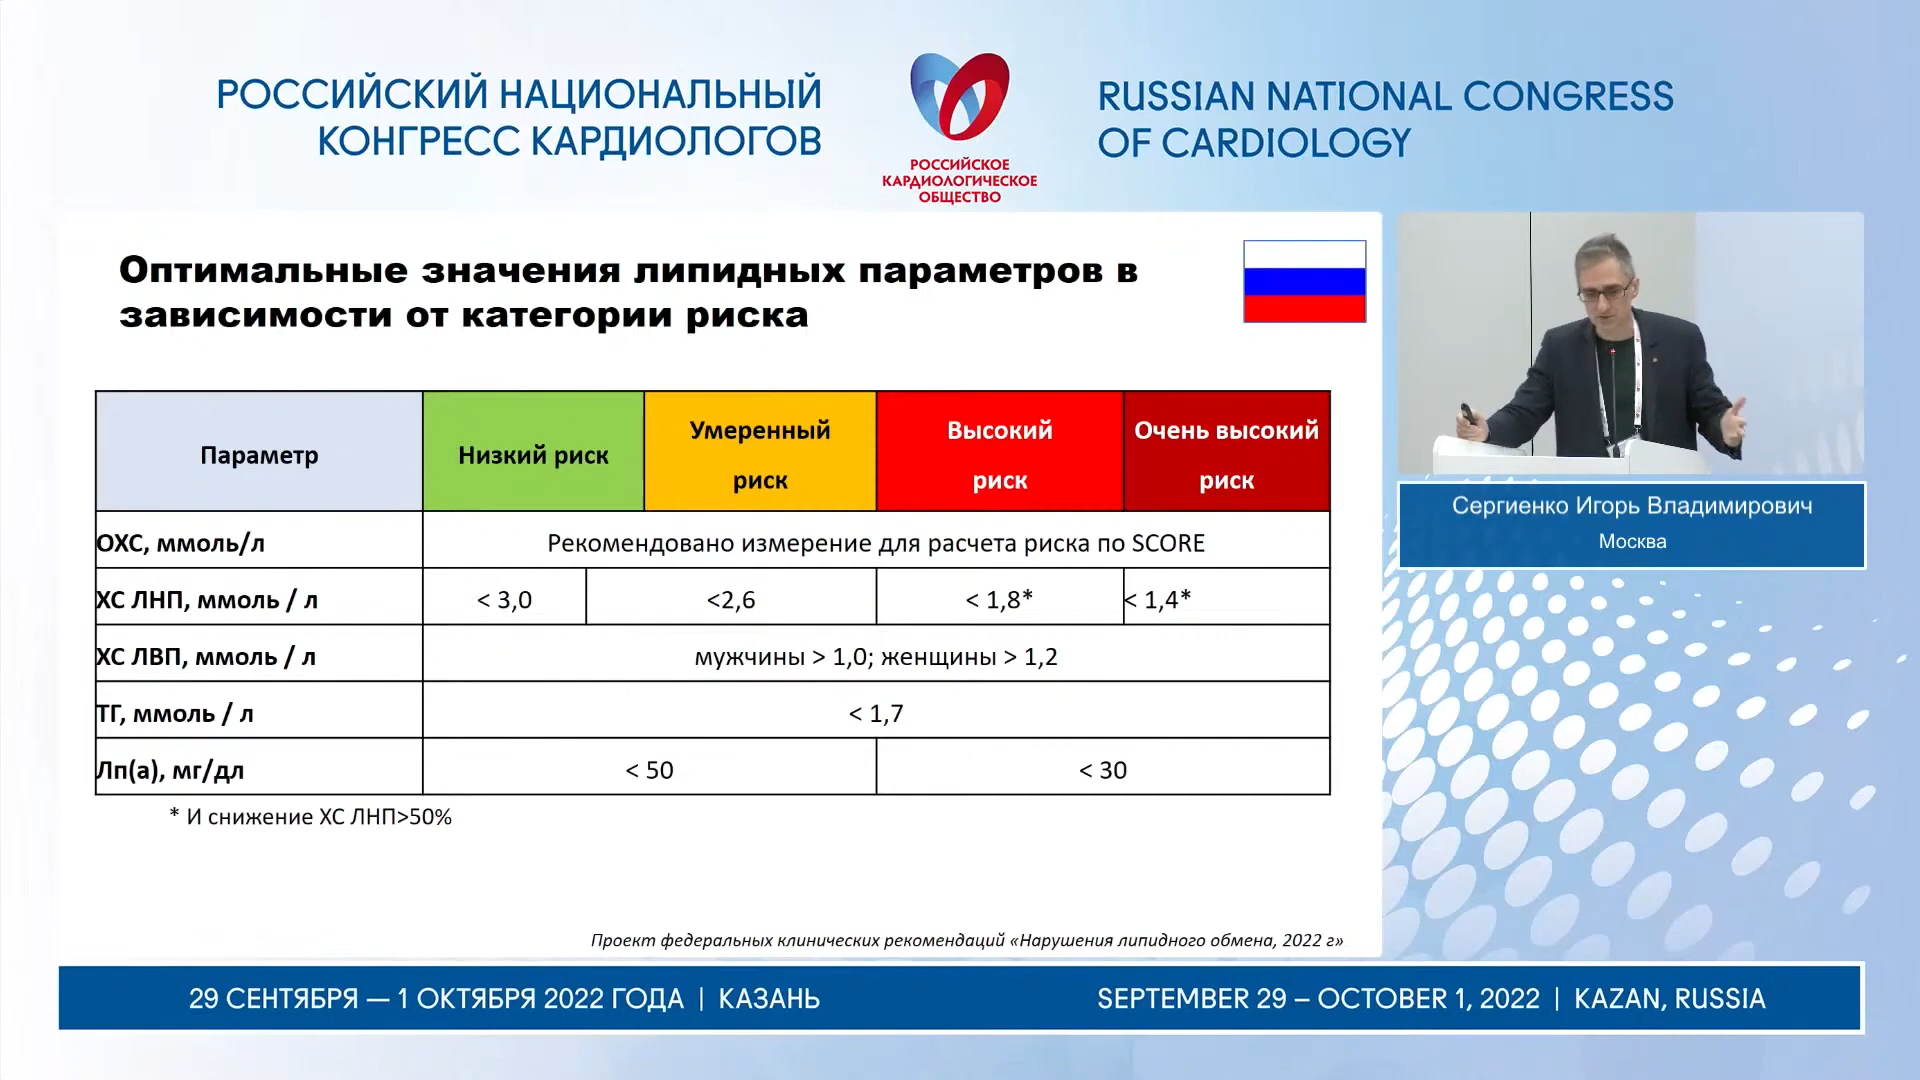 РОССИЙСКИЙ НАЦИОНАЛЬНЫЙ
КОНГРЕСС КАРДИОЛОГОВ
РОССИЙСКОЕ
КАРДИОЛОГИЧЕСКОЕ
ОБЩЕСТВО
RUSSIAN NATIONAL CONGRESS
OF CARDIOLOGY
Оптимальные значения липидных параметров в
зависимости от категории риска
Параметр
Низкий риск
Умеренный
риск
Высокий
риск
Очень высокий
риск
ОХС, ммоль/л
Рекомендовано измерение для расчета риска по SCORE
ХС ЛНП, ммоль / л
< 3,0
<2,6
< 1,8*
< 1,4*
ХС ЛВП, ммоль / л
мужчины > 1,0; женщины > 1,2
ТГ, ммоль / л
< 1,7
Лп(а), мг/дл
< 50
< 30
* И снижение ХС ЛНП>50%
Проект федеральных клинических рекомендаций «Нарушения липидного обмена, 2022 г»
Сергиенко Игорь Владимирович
Москва
29 СЕНТЯБРЯ — 1 ОКТЯБРЯ 2022 ГОДА | КАЗАНЬ
SEPTEMBER 29 – OCTOBER 1, 2022 | KAZAN, RUSSIA